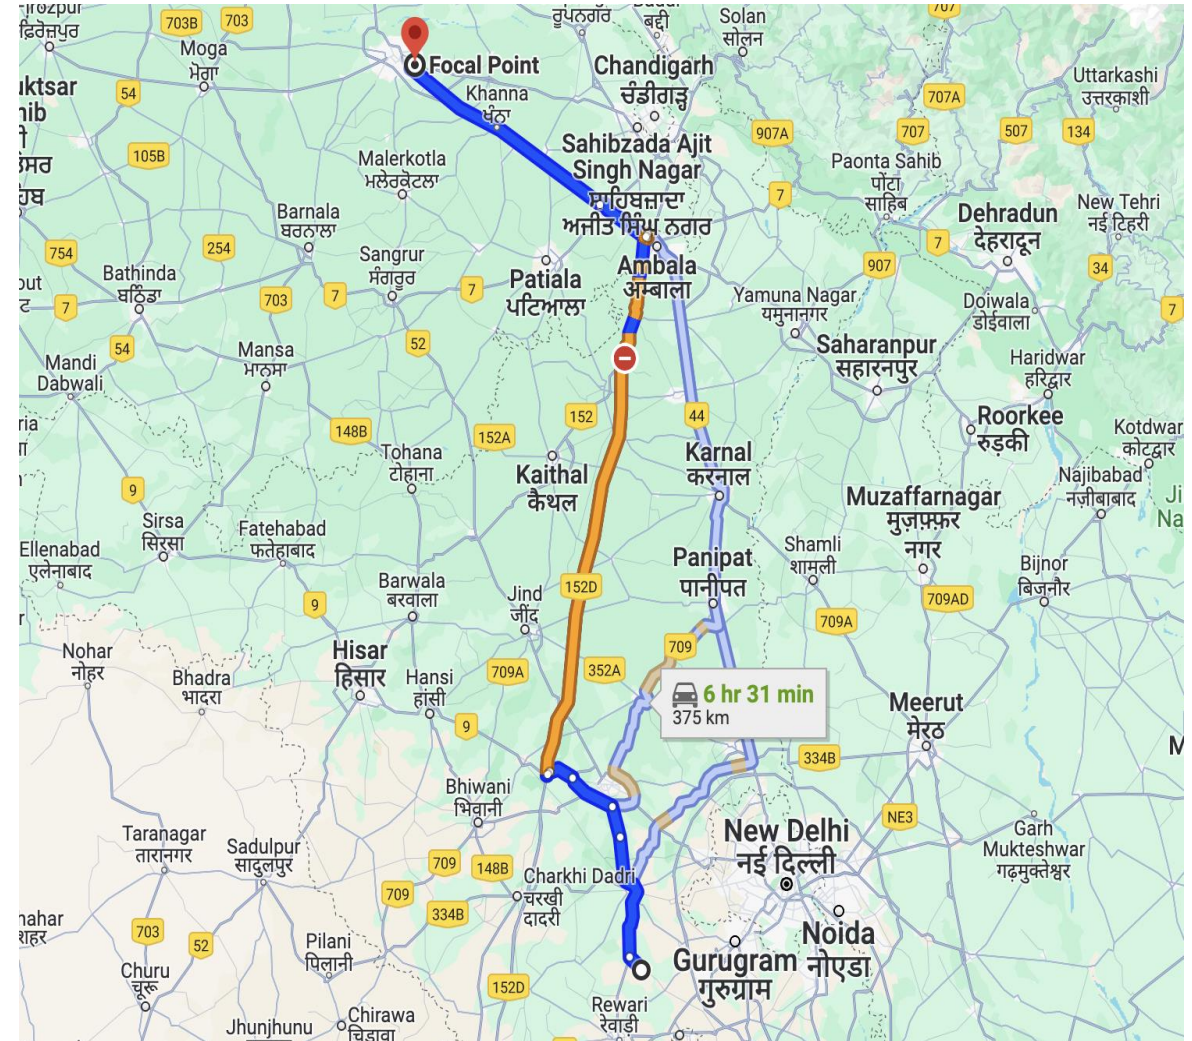 703B
703
707
ਰੂਪਨਗਰ
बद्दी
Solan
सोलन
Moga
ਮੋਗਾ
Focal Point
Chandigarh
ਚੰਡੀਗੜ੍ਹ
Uttarkashi
उत्तरकाशी
54
Khanna
ਖੰਨਾ
707A
907A
707
507
134
105B
Malerkotla
ਮਲੇਰਕੋਟਲਾ
Sahibzada Ajit
Singh Nagar
ਸਾਹਿਬਜ਼ਾਦਾ
ਅਜੀਤ ਸਿੰਘ ਨਗਰ
Paonta Sahib
पोंटा
साहिब
7
New Tehri
नई टिहरी
Barnala
ਬਰਨਾਲਾ
Dehradun
देहरादून
7
754
254
Sangrur
ਸੰਗਰੂਰ
Patiala
ਪਟਿਆਲਾ
Ambala
अम्बाला
907
34
Bathinda
ਬਠਿੰਡਾ
7
703
7
7
Yamuna Nagar
यमुनानगर
Doiwala
डोईवाला
7
54
Mansa
ਮਾਨਸਾ
52
Saharanpur
सहारनपुर
Haridwar
हरिद्वार
Mandi
Dabwali
152
44
Roorkee
रुड़की
Kotdwar
कोटद्वार
148B
Tohana
टोहाना
152A
Kaithal
कैथल
Karnal
करनाल
Najibabad
नज़ीबाबाद
9
Muzaffarnagar
मुज़फ़्फ़र
नगर
Sirsa
सिरसा
Fatehabad
फतेहाबाद
Ellenabad
एलेनाबाद
Panipat
पानीपत
Shamli
शामली
Bijnor
बिजनौर
Barwala
बरवाला
Jind
जींद
152D
9
709AD
709A
Nohar
नोहर
Hisar
हिसार
709
Bhadra
भादरा
Hansi
हांसी
709A
352A
6 hr 31 min
375 km
Meerut
मेरठ
9
334B
Bhiwani
भिवानी
NE3
Taranagar
तारानगर
Sadulpur
सादुलपुर
New Delhi
नई दिल्ली
Garh
Mukteshwar
गढ़मुक्तेश्वर
709
148B
Charkhi Dadri
चरखी
दादरी
709
334B
703
52
Pilani
पिलानी
Noida
नोएडा
Gurugram
गुरुग्राम
Churu
चूरू
152D
Rewari
रेवाड़ी
Jhunjhunu
Chirawa
चिड़ावा